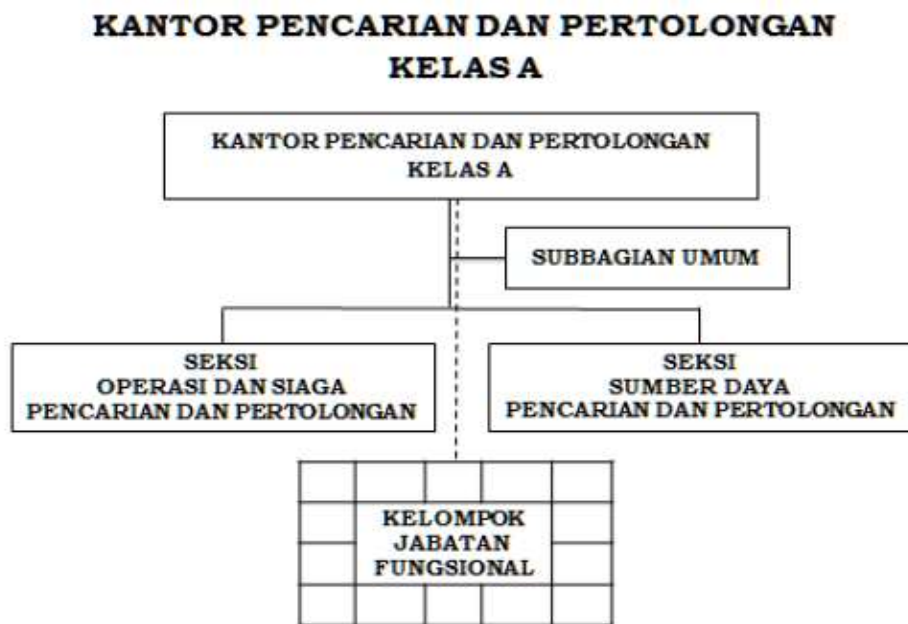 KANTOR PENCARIAN DAN PERTOLONGAN
KELAS A
KANTOR PENCARIAN DAN PERTOLONGAN
KELAS A
SUBBAGIAN UMUM
SEKSI
OPERASI DAN SIAGA
PENCARIAN DAN PERTOLONGAN
SEKSI
SUMBER DAYA
PENCARIAN DAN PERTOLONGAN
KELOMPOK
JABATAN
FUNGSIONAL